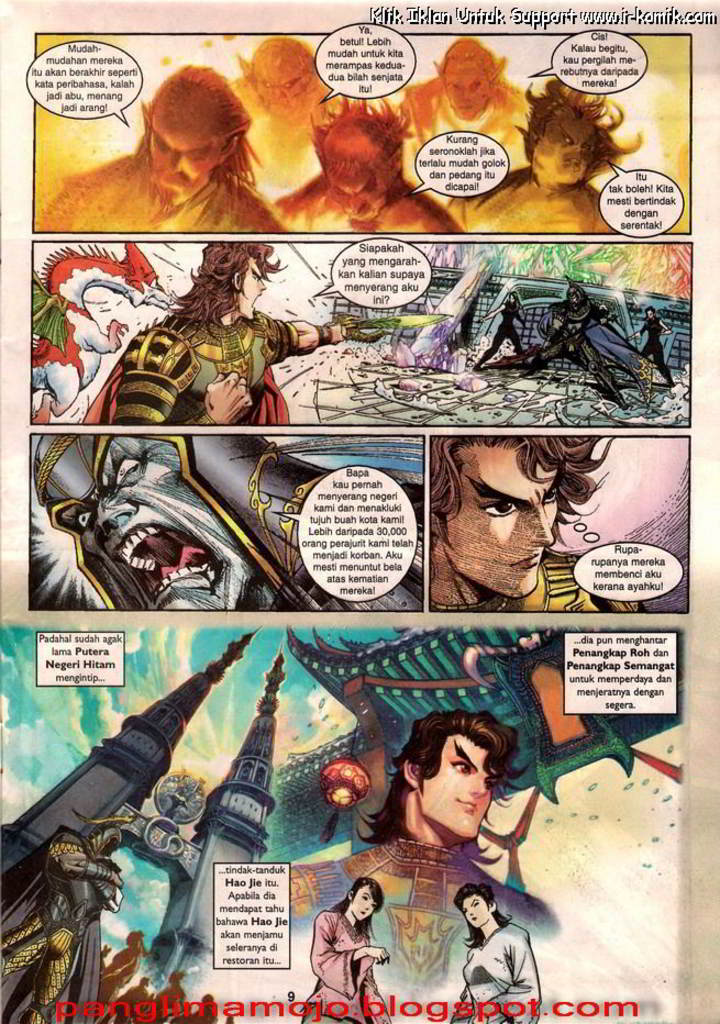 Klik Iklan Untuk Support www.ir-komik.com
Mudah-
mudahan mereka
itu akan berakhir seperti
kata peribahasa, kalah
jadi abu, menang
jadi arang!
Ya,
betul! Lebih
mudah untuk kita
merampas kedua-
dua bilah senjata
itu!
Cis!
Kalau begitu,
kau pergilah me-
rebutnya daripada
mereka!
Kurang
seronoklah jika
terlalu mudah golok
dan pedang itu
dicapai!
Itu
tak boleh! Kita
mesti bertindak
dengan
serentak!
Siapakah
yang mengarah-
kan kalian supaya
menyerang aku
ini?
Bapa
kau pernah
menyerang negeri
kami dan menakluki
tujuh buah kota kami!
Lebih daripada 30,000
orang perajurit kami telah
menjadi korban. Aku
mesti menuntut bela
atas kematian
mereka!
Rupa-
rupanya mereka
membenci aku
kerana ayahku!
Padahal sudah agak
lama Putera
Negeri Hitam
mengintip...
...tindak-tanduk
Hao Jie itu.
Apabila dia
mendapat tahu
bahawa Hao Jie
akan menjamu
seleranya di
restoran itu...
...dia pun menghantar
Penangkap Roh dan
Penangkap Semangat
untuk memperdaya dan
menjeratnya dengan
segera.
9
panglimamojo.blogspot.com